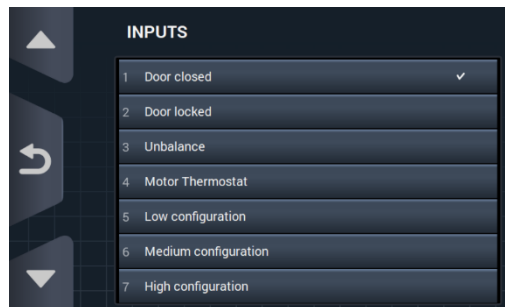 INPUTS
1 Door closed ✓
2 Door locked
3 Unbalance
4 Motor Thermostat
5 Low configuration
6 Medium configuration
7 High configuration